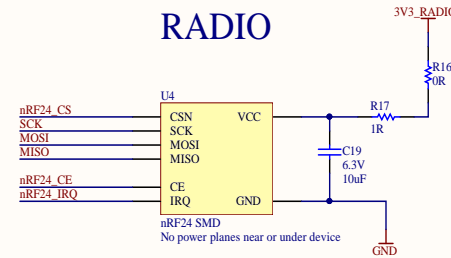 RADIO
3V3_RADIO
R16
0R
U4
R17
1R
nRF24_CS
CSN
VCC
SCK
SCK
MOSI
MOSI
MISO
MISO
C19
6.3V
10uF
nRF24_CE
CE
nRF24_IRQ
IRQ
GND
nRF24 SMD
No power planes near or under device
GND